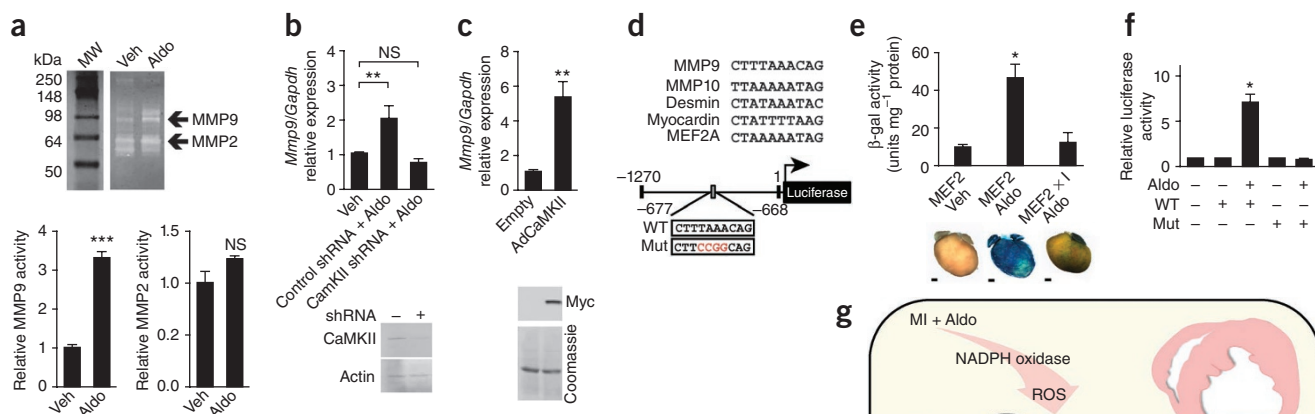 a
kDa
MW
Veh
Aldo
250
148
98
64
50
MMP9
MMP2
Relative MMP9 activity
4
3
2
1
0
Veh
Aldo
***
Relative MMP2 activity
1.5
1.0
0.2
0.0
Veh
Aldo
NS
b
Mmp9/Gapdh
relative expression
4
3
2
1
0
NS
**
Veh
Control shRNA + Aldo
CamKII shRNA + Aldo
shRNA – +
CaMKII
Actin
c
Mmp9/Gapdh
relative expression
8
6
4
2
0
**
Empty
AdCaMKII
Myc
Coomassie
d
MMP9 CTTTAAACAG
MMP10 TTAAAAATAG
Desmin CTATAAATAC
Myocardin CTATTTTAAG
MEF2A CTAAAAATAG
–1270
1
Luciferase
–677
–668
WT CTTTAAACAG
Mut CTTCCGGCAG
e
β-gal activity
(units mg–1 protein)
60
40
20
0
*
MEF2 Veh
MEF2 Aldo
MEF2 × I Aldo
f
Relative luciferase
activity
10
5
0
*
Aldo – – + – +
WT – + + – –
Mut – – – + +
g
MI + Aldo
NADPH oxidase
ROS